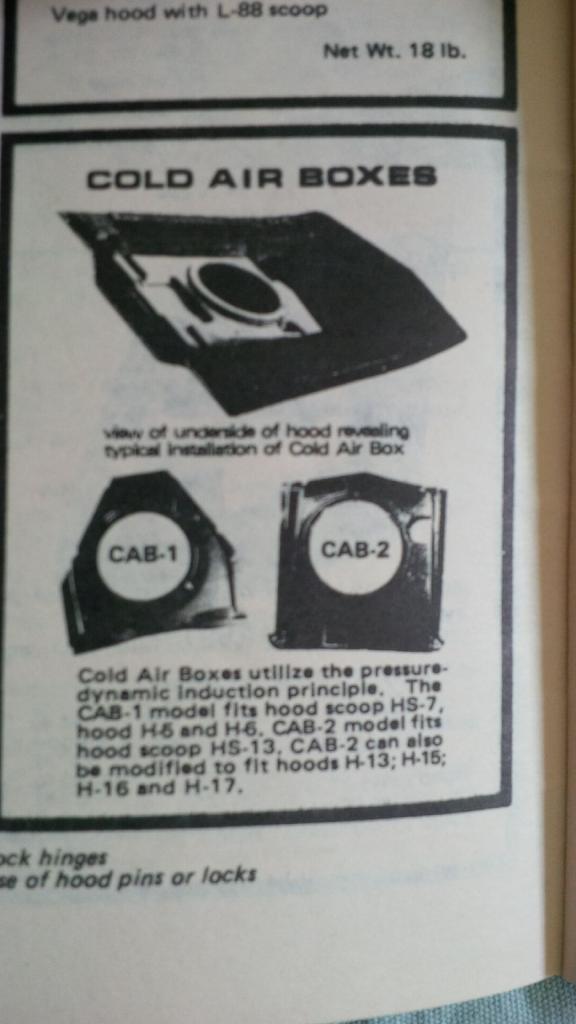 Vega hood with L-88 scoop
Net Wt. 18 lb.
COLD AIR BOXES
view of underside of hood revealing
typical installation of Cold Air Box
CAB-1
CAB-2
Cold Air Boxes utilize the pressure-
dynamic induction principle. The
CAB-1 model fits hood scoop HS-7,
hood H-5 and H-6. CAB-2 model fits
hood scoop HS-13. CAB-2 can also
be modified to fit hoods H-13; H-15;
H-16 and H-17.
ock hinges
se of hood pins or locks